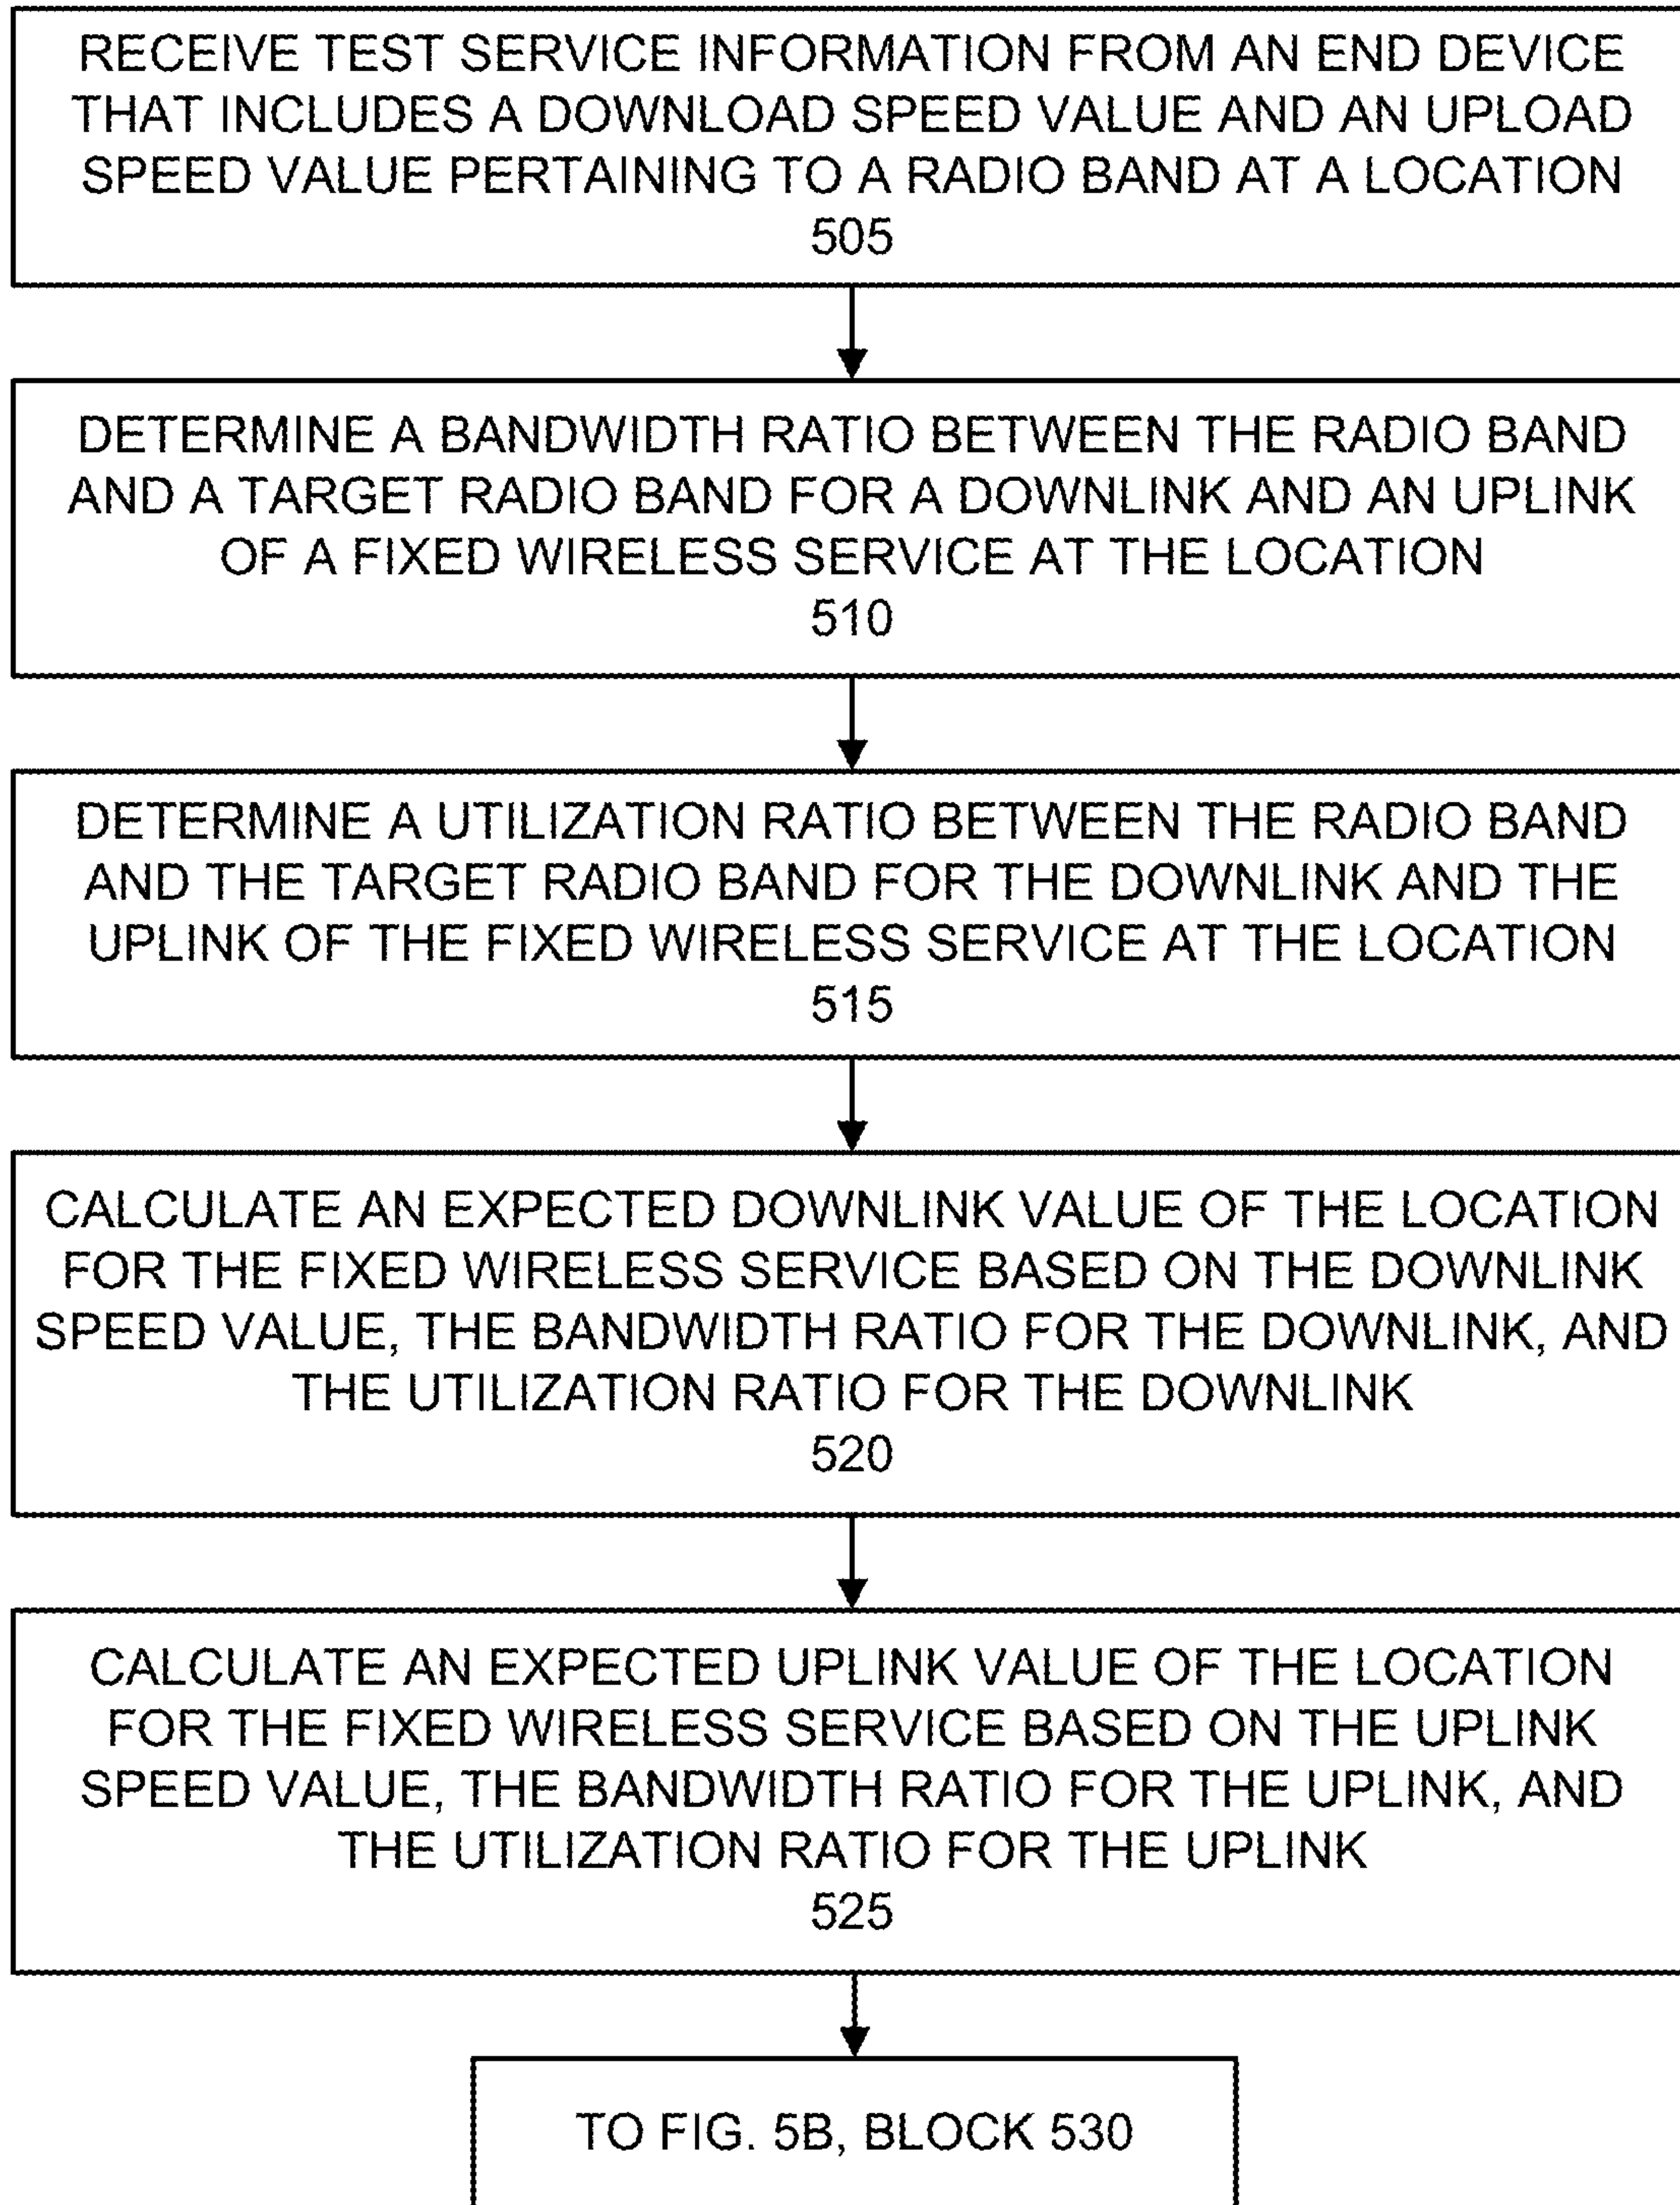 RECEIVE TEST SERVICE INFORMATION FROM AN END DEVICE
THAT INCLUDES A DOWNLOAD SPEED VALUE AND AN UPLOAD
SPEED VALUE PERTAINING TO A RADIO BAND AT A LOCATION
505
DETERMINE A BANDWIDTH RATIO BETWEEN THE RADIO BAND
AND A TARGET RADIO BAND FOR A DOWNLINK AND AN UPLINK
OF A FIXED WIRELESS SERVICE AT THE LOCATION
510
DETERMINE A UTILIZATION RATIO BETWEEN THE RADIO BAND
AND THE TARGET RADIO BAND FOR THE DOWNLINK AND THE
UPLINK OF THE FIXED WIRELESS SERVICE AT THE LOCATION
515
CALCULATE AN EXPECTED DOWNLINK VALUE OF THE LOCATION
FOR THE FIXED WIRELESS SERVICE BASED ON THE DOWNLINK
SPEED VALUE, THE BANDWIDTH RATIO FOR THE DOWNLINK, AND
THE UTILIZATION RATIO FOR THE DOWNLINK
520
CALCULATE AN EXPECTED UPLINK VALUE OF THE LOCATION
FOR THE FIXED WIRELESS SERVICE BASED ON THE UPLINK
SPEED VALUE, THE BANDWIDTH RATIO FOR THE UPLINK, AND
THE UTILIZATION RATIO FOR THE UPLINK
525
TO FIG. 5B, BLOCK 530